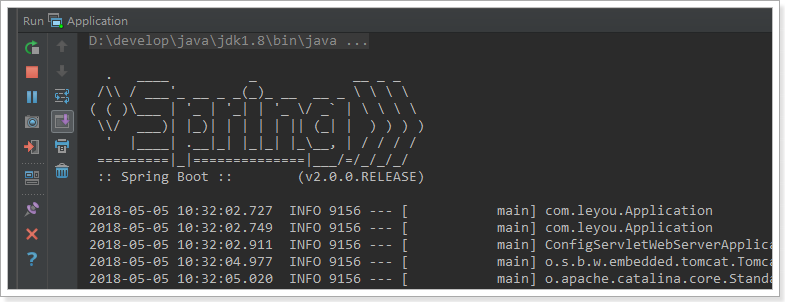 Run Application
D:\develop\java\jdk1.8\bin\java ...
  .   ____          _            __ _ _
 /\\ / ___'_ __ _ _(_)_ __  __ _ \ \ \ \
( ( )\___ | '_ | '_| | '_ \/ _` | \ \ \ \
 \\/  ___)| |_)| | | | | || (_| |  ) ) ) )
  '  |____| .__|_| |_|_| |_\__, | / / / /
 =========|_|==============|___/=/_/_/_/
 :: Spring Boot ::        (v2.0.0.RELEASE)
2018-05-05 10:32:02.727  INFO 9156 --- [           main] com.leyou.Application
2018-05-05 10:32:02.749  INFO 9156 --- [           main] com.leyou.Application
2018-05-05 10:32:02.911  INFO 9156 --- [           main] ConfigServletWebServerApplica
2018-05-05 10:32:04.977  INFO 9156 --- [           main] o.s.b.w.embedded.tomcat.Tomca
2018-05-05 10:32:05.020  INFO 9156 --- [           main] o.apache.catalina.core.Standa